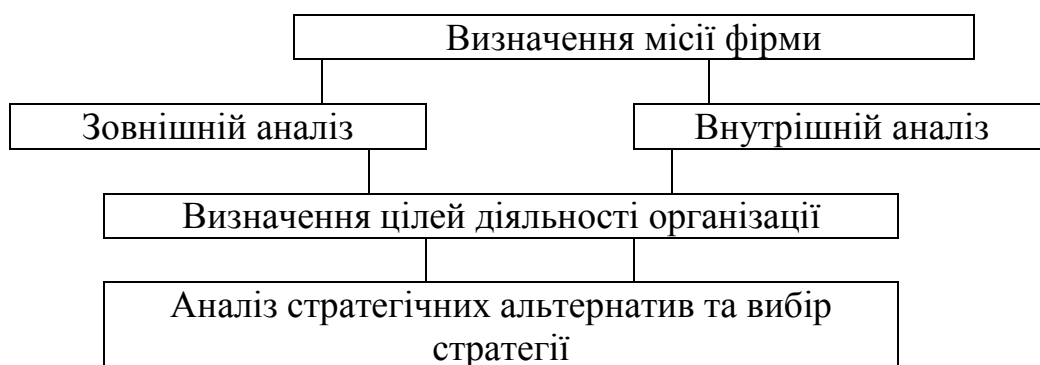 Визначення місії фірми
Зовнішній аналіз
Внутрішній аналіз
Визначення цілей діяльності організації
Аналіз стратегічних альтернатив та вибір
стратегії